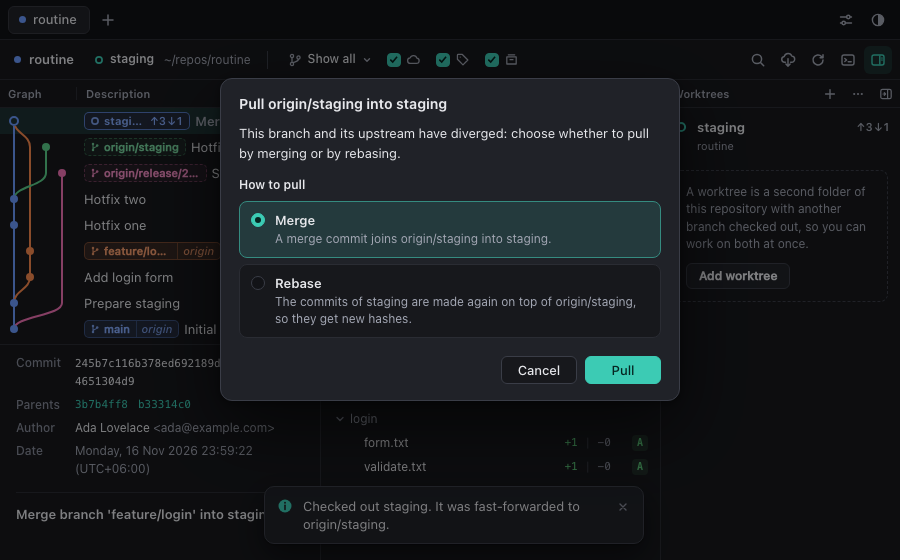 routine
routine
staging ~/repos/routine
Show all
Graph
Description
Worktrees
stagi... ↑3↓1
Mer
origin/staging
Hotfi
origin/release/2...
S
Hotfix two
Hotfix one
feature/lo... origin
Add login form
Prepare staging
main origin Initial
Pull origin/staging into staging
This branch and its upstream have diverged: choose whether to pull
by merging or by rebasing.
How to pull
Merge
A merge commit joins origin/staging into staging.
Rebase
The commits of staging are made again on top of origin/staging,
so they get new hashes.
Cancel
Pull
staging ↑3↓1
routine
A worktree is a second folder of
this repository with another
branch checked out, so you can
work on both at once.
Add worktree
Commit 245b7c116b378ed692189d
4651304d9
Parents 3b7b4ff8 b33314c0
Author Ada Lovelace <ada@example.com>
Date Monday, 16 Nov 2026 23:59:22
(UTC+06:00)
Merge branch 'feature/login' into stagin
login
form.txt +1 −0 A
validate.txt +1 −0 A
Checked out staging. It was fast-forwarded to
origin/staging.